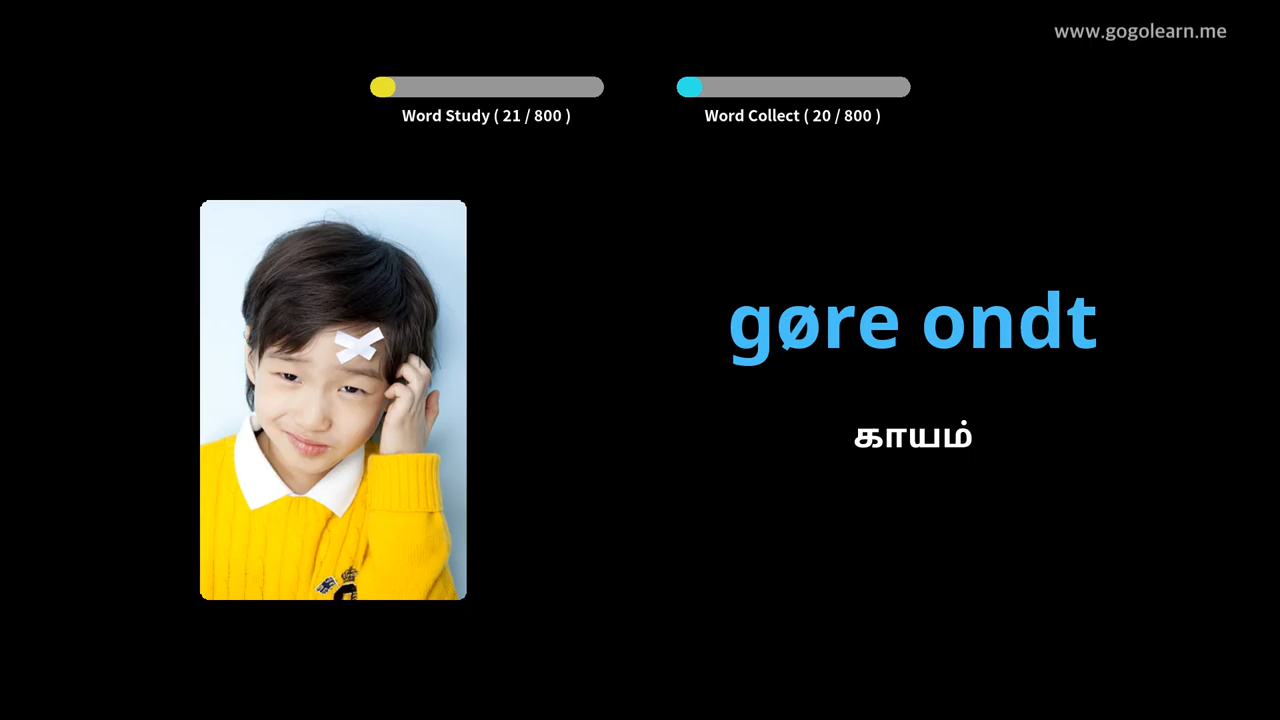 www.gogolearn.me
Word Study ( 21 / 800 )
Word Collect ( 20 / 800 )
gøre ondt
காயம்